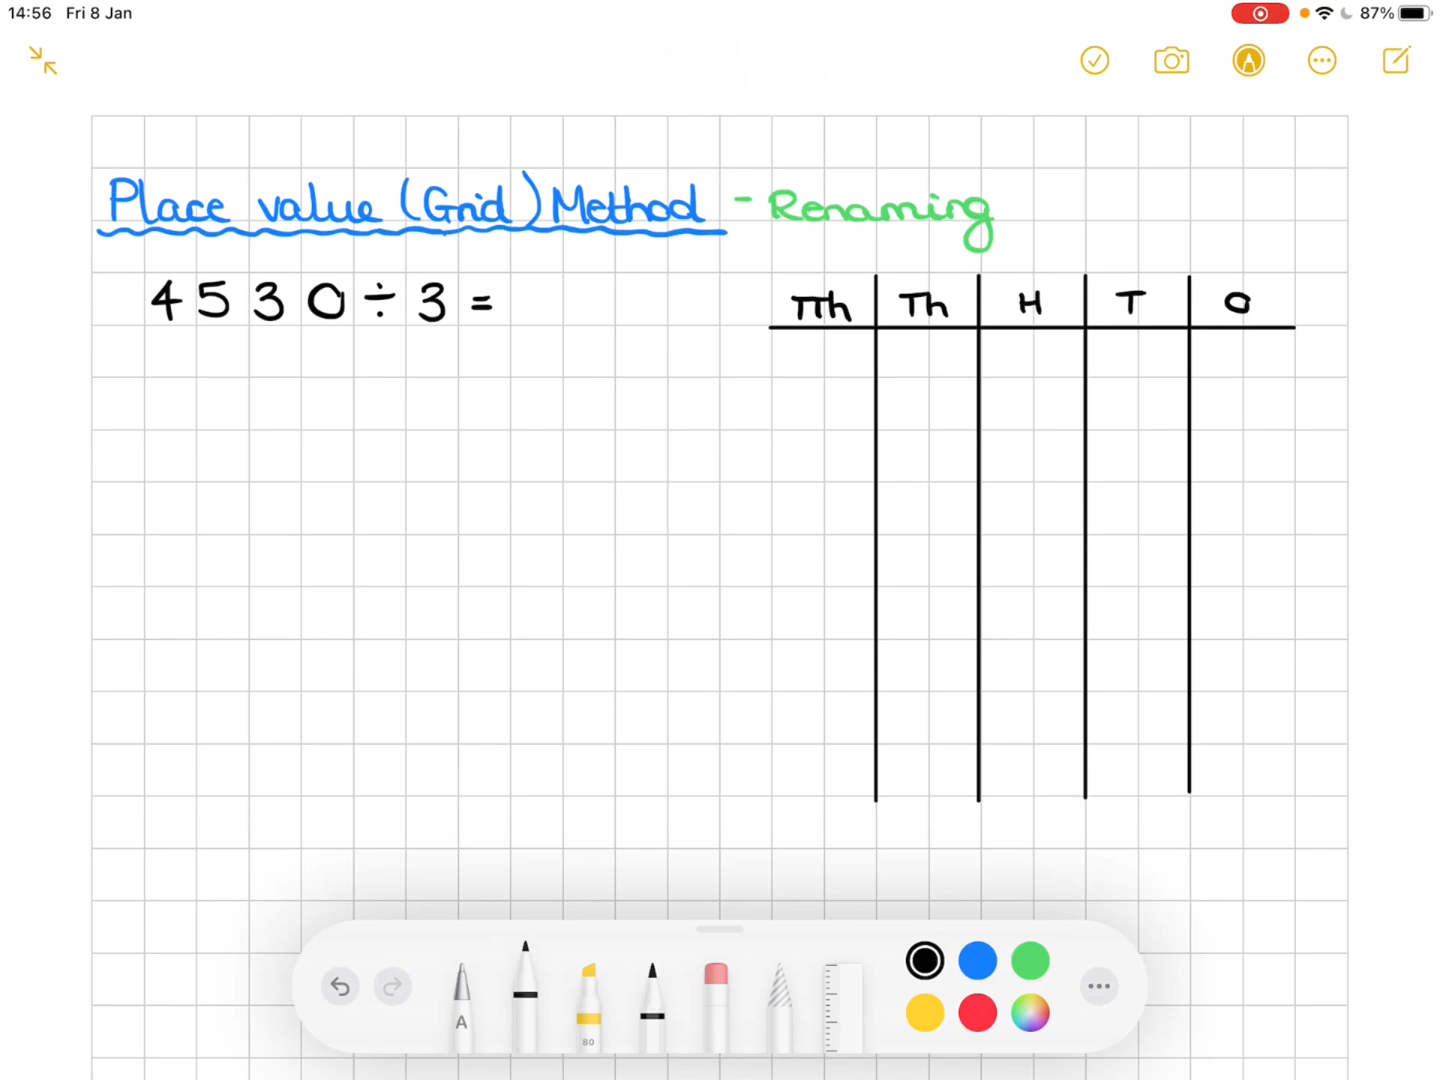 14:56 Fri 8 Jan 87%
Place value (Grid) Method - Renaming
4530 ÷ 3 =
TTh Th H T O
A
80